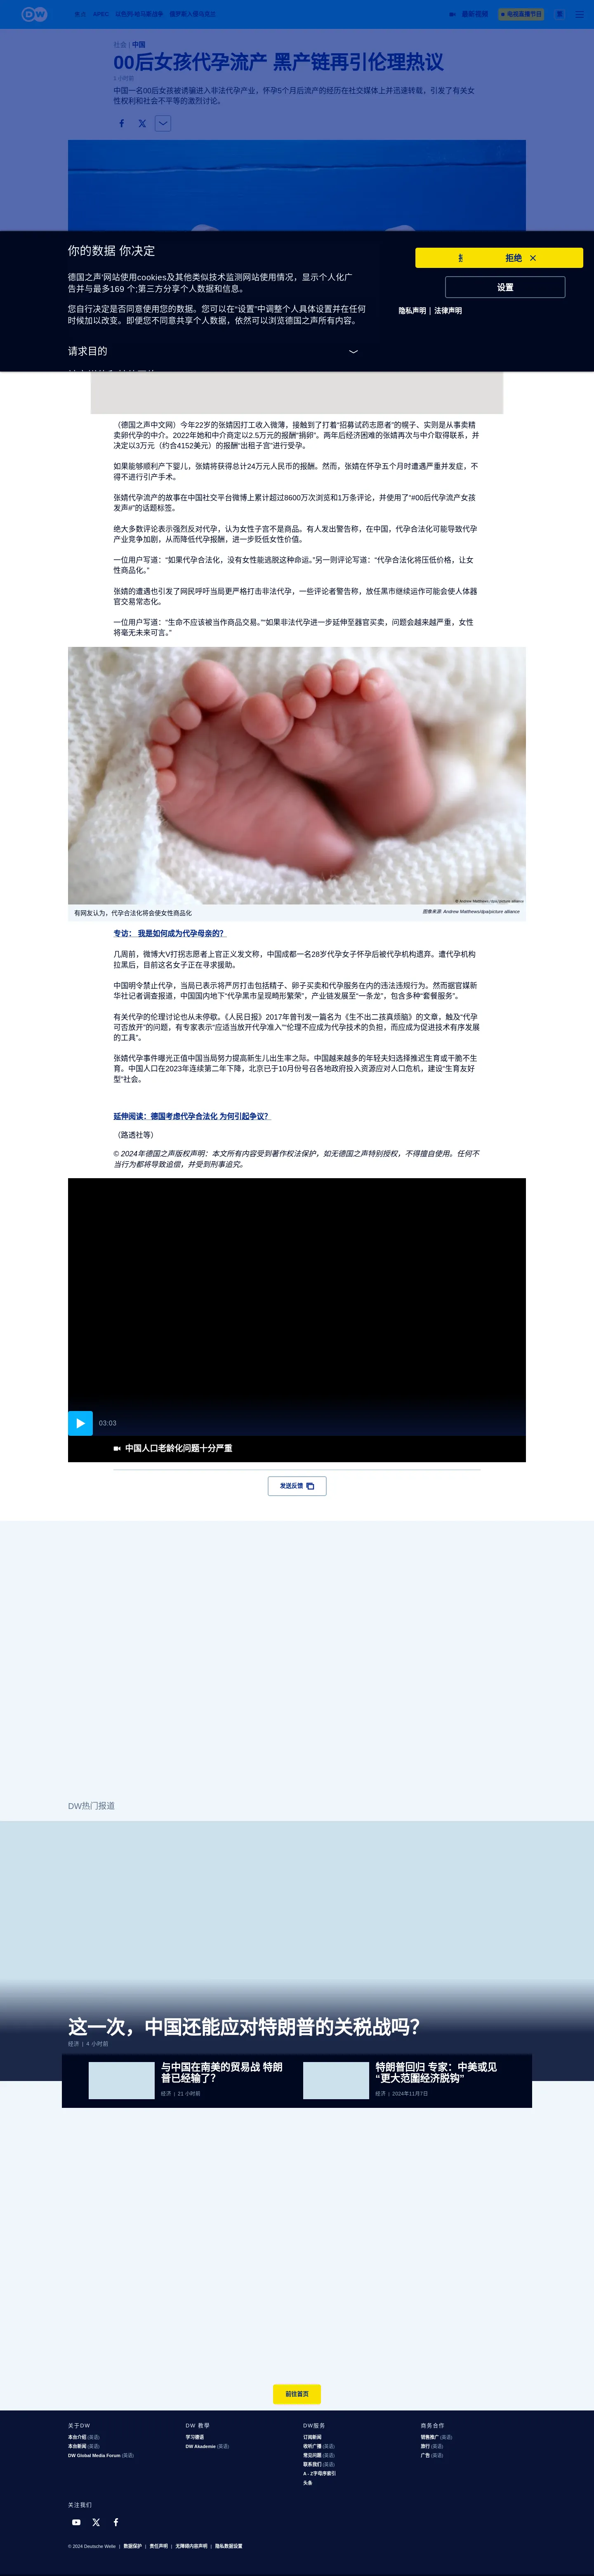 DW
专入
APEC
以色列-哈马斯战争
俄罗斯入侵乌克兰
最新视频
电视直播节目
社会 | 中国
00后女孩代孕流产 黑产链再引伦理热议
3 小时前
中国一名00后女孩被诱骗进入非法代孕产业，怀孕5个月后流产的经历在社交媒体上并迅速转载，引发了有关女
性权利和社会不平等的激烈讨论。
你的数据 你决定
拒绝
德国之声'网站使用cookies及其他类似技术监测网站使用情况，显示个人化广
告并与最多169 个;第三方分享个人数据和信息。
设置
您自行决定是否同意使用您的数据。您可以在“设置”中调整个人具体设置并在任何
时候加以改变。即便您不同意共享个人数据，依然可以浏览德国之声所有内容。
隐私声明 | 法律声明
请求目的
（德国之声中文网）今年22岁的张婧因打工收入微薄，接触到了打着“招募试药志愿者”的幌子、实则是从事卖精
卖卵代孕的中介。2022年她和中介商定以2.5万元的报酬“捐卵”。两年后经济困难的张婧再次与中介取得联系，并
决定以3万元（约合4152美元）的报酬“出租子宫”进行受孕。
如果能够顺利产下婴儿，张婧将获得总计24万元人民币的报酬。然而，张婧在怀孕五个月时遭遇严重并发症，不
得不进行引产手术。
张婧代孕流产的故事在中国社交平台微博上累计超过8600万次浏览和1万条评论，并使用了“#00后代孕流产女孩
发声#”的话题标签。
绝大多数评论表示强烈反对代孕，认为女性子宫不是商品。有人发出警告称，在中国，代孕合法化可能导致代孕
产业竞争加剧，从而降低代孕报酬，进一步贬低女性价值。
一位用户写道：“如果代孕合法化，没有女性能逃脱这种命运。”另一则评论写道：“代孕合法化将压低价格，让女
性商品化。”
张婧的遭遇也引发了网民呼吁当局更严格打击非法代孕，一些评论者警告称，放任黑市继续运作可能会使人体器
官交易常态化。
一位用户写道：“生命不应该被当作商品交易。”“如果非法代孕进一步延伸至器官买卖，问题会越来越严重，女性
将毫无未来可言。”
© Andrew Matthews/dpa/picture alliance
有网友认为，代孕合法化将会使女性商品化
图像来源: Andrew Matthews/dpa/picture alliance
专访： 我是如何成为代孕母亲的？
几周前，微博大V打拐志愿者上官正义发文称，中国成都一名28岁代孕女子怀孕后被代孕机构遗弃。遭代孕机构
拉黑后，目前这名女子正在寻求援助。
中国明令禁止代孕，当局已表示将严厉打击包括精子、卵子买卖和代孕服务在内的违法违规行为。然而据官媒新
华社记者调查报道，中国国内地下“代孕黑市呈现畸形繁荣”，产业链发展至“一条龙”，包含多种“套餐服务”。
有关代孕的伦理讨论也从未停歇。《人民日报》2017年曾刊发一篇名为《生不出二孩真烦脑》的文章，触及“代孕
可否放开”的问题，有专家表示“应适当放开代孕准入”“伦理不应成为代孕技术的负担，而应成为促进技术有序发展
的工具”。
张婧代孕事件曝光正值中国当局努力提高新生儿出生率之际。中国越来越多的年轻夫妇选择推迟生育或干脆不生
育。中国人口在2023年连续第二年下降，北京已于10月份号召各地政府投入资源应对人口危机，建设“生育友好
型”社会。
延伸阅读：德国考虑代孕合法化 为何引起争议？
（路透社等）
© 2024年德国之声版权声明：本文所有内容受到著作权法保护，如无德国之声特别授权，不得擅自使用。任何不
当行为都将导致追偿，并受到刑事追究。
03:03
中国人口老龄化问题十分严重
发送反馈
DW热门报道
这一次，中国还能应对特朗普的关税战吗？
经济 | 4 小时前
与中国在南美的贸易战 特朗
普已经输了？
经济 | 21 小时前
特朗普回归 专家：中美或见
“更大范围经济脱钩”
经济 | 2024年11月7日
前往首页
关于DW
本台介绍 (英语)
本台新闻 (英语)
DW Global Media Forum (英语)
DW 教学
学习德语
DW Akademie (英语)
DW服务
订阅新闻
收听广播 (英语)
常见问题 (英语)
联系我们 (英语)
A - Z字母序索引
头条
商务合作
销售推广 (英语)
旅行 (英语)
广告 (英语)
关注我们
© 2024 Deutsche Welle | 数据保护 | 责任声明 | 无障碍内容声明 | 隐私数据设置